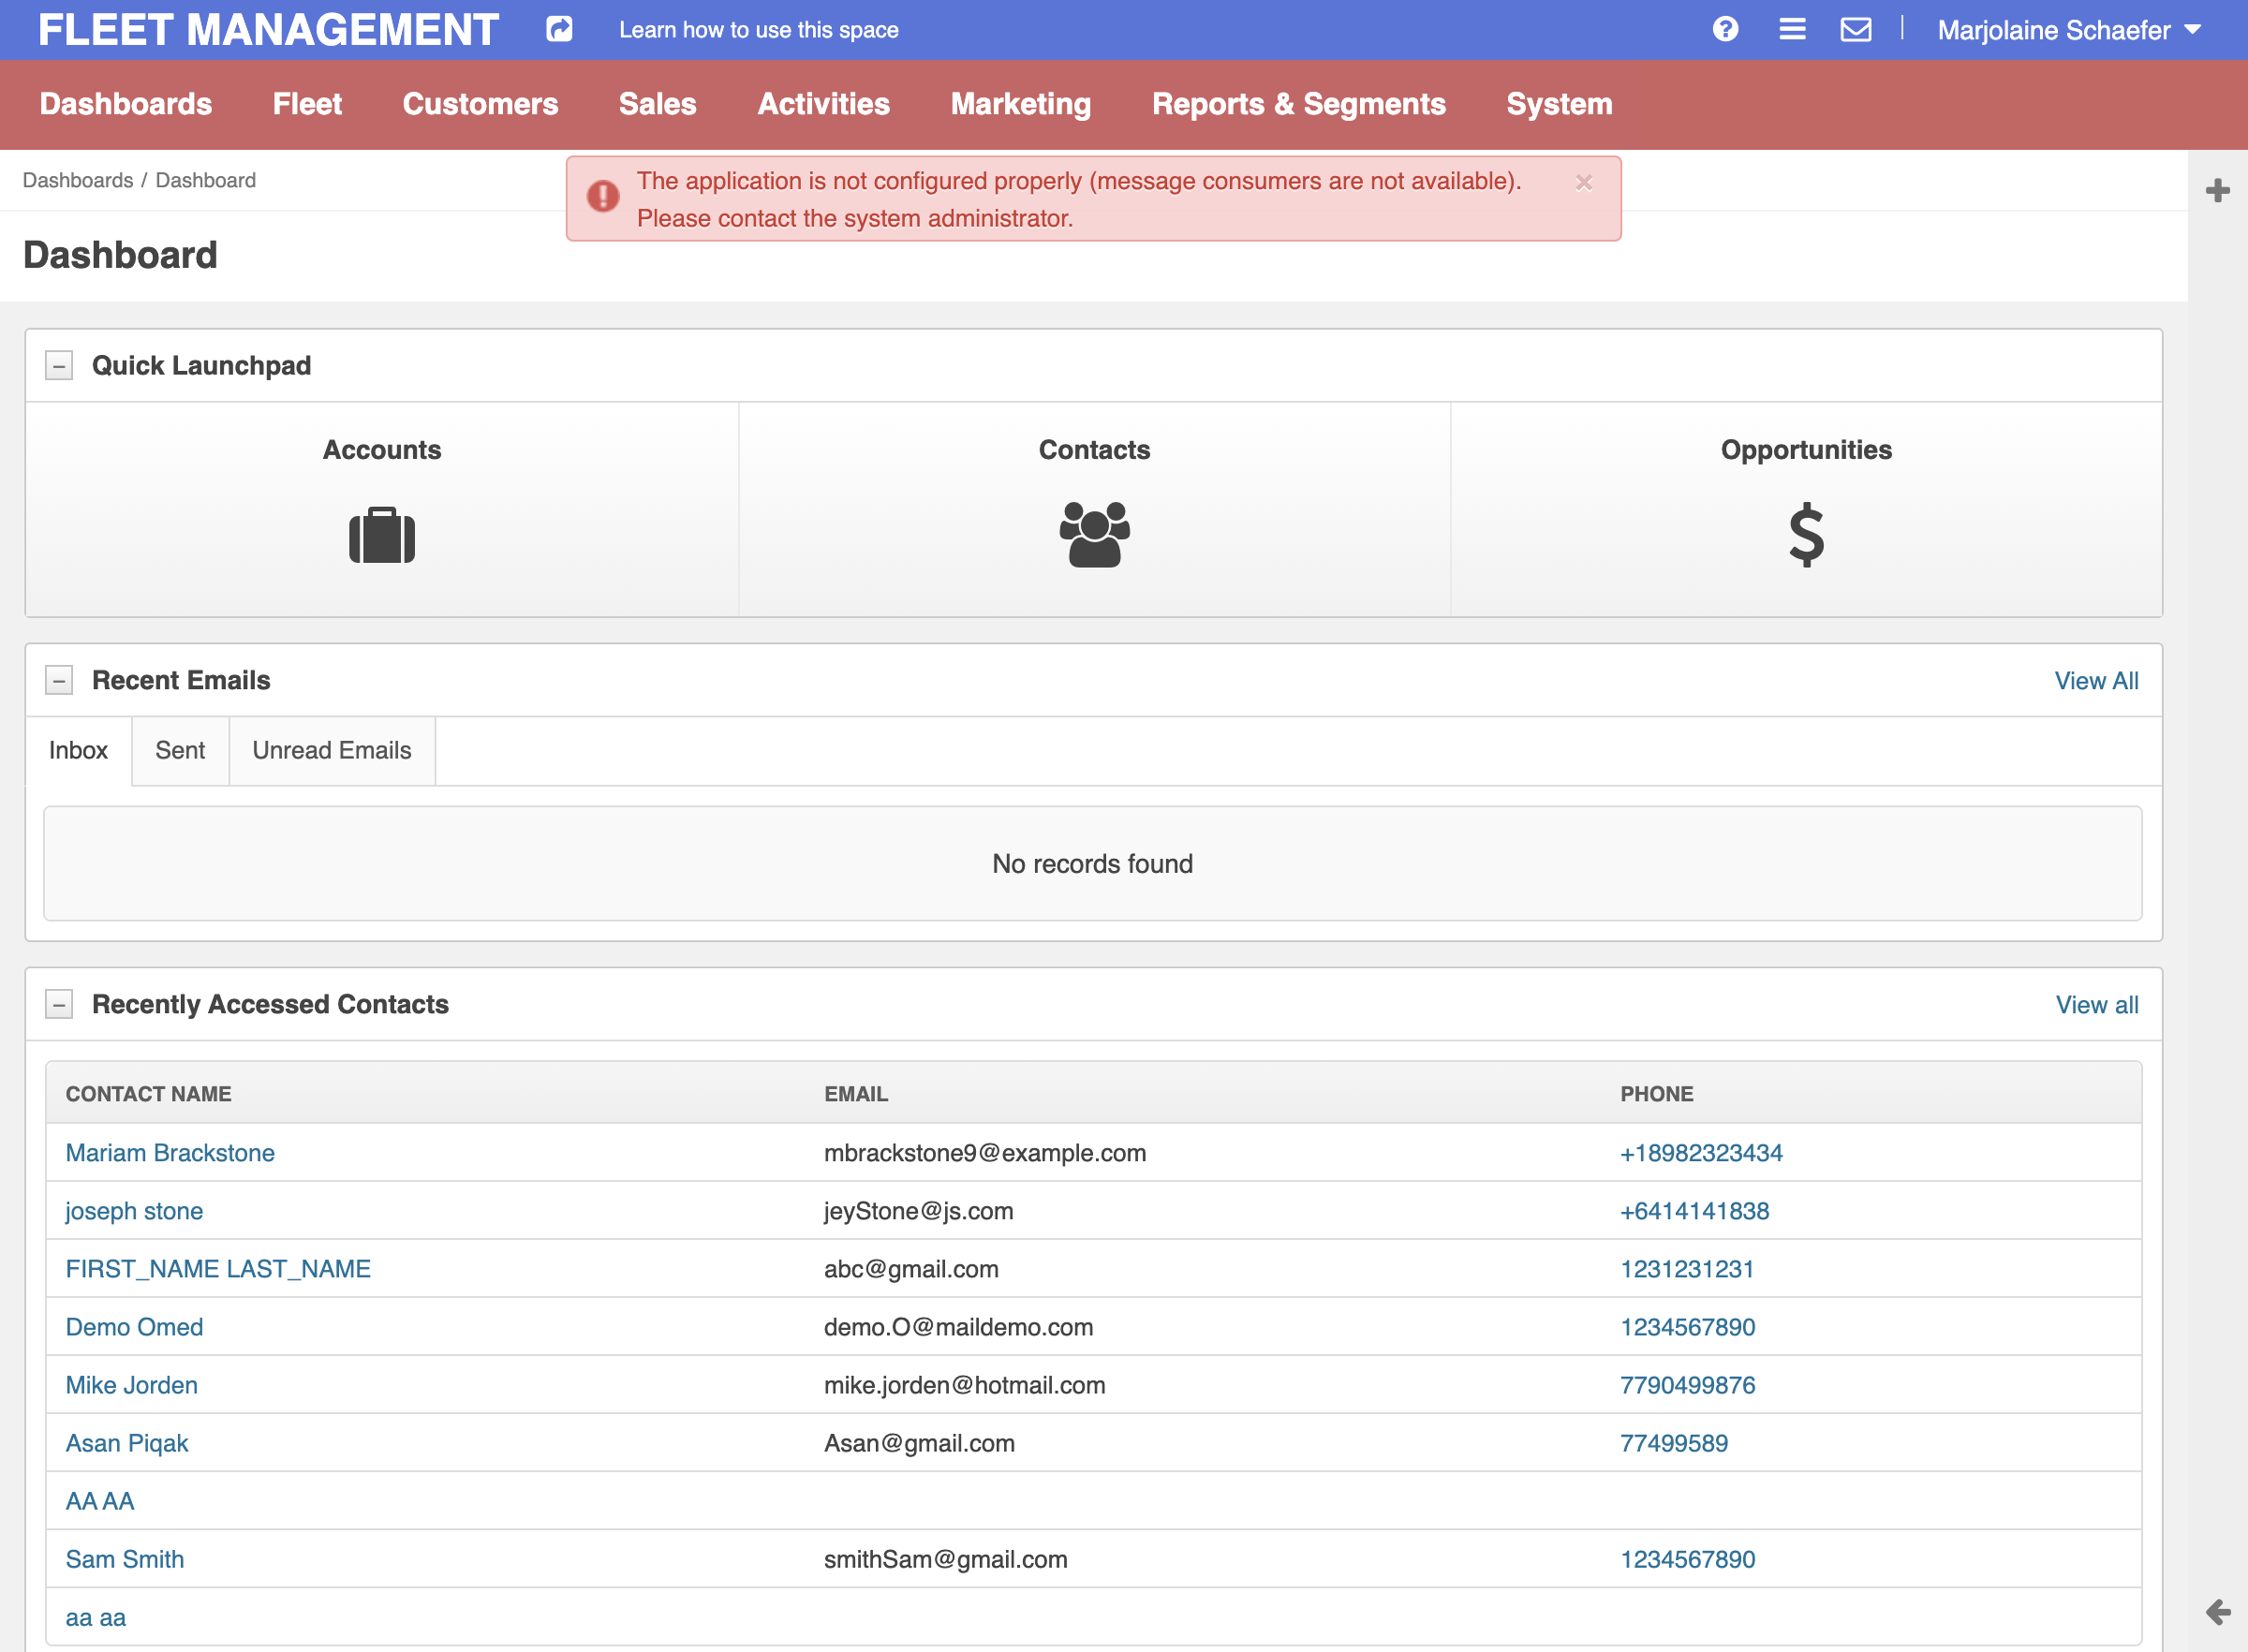 FLEET MANAGEMENT Learn how to use this space Marjolaine Schaefer
Dashboards Fleet Customers Sales Activities Marketing Reports & Segments System
Dashboards / Dashboard
The application is not configured properly (message consumers are not available).
Please contact the system administrator.
Dashboard
Quick Launchpad
Accounts Contacts Opportunities
Recent Emails View All
Inbox Sent Unread Emails
No records found
Recently Accessed Contacts View all
CONTACT NAME EMAIL PHONE
Mariam Brackstone mbrackstone9@example.com +18982323434
joseph stone jeyStone@js.com +6414141838
FIRST_NAME LAST_NAME abc@gmail.com 1231231231
Demo Omed demo.O@maildemo.com 1234567890
Mike Jorden mike.jorden@hotmail.com 7790499876
Asan Piqak Asan@gmail.com 77499589
AA AA
Sam Smith smithSam@gmail.com 1234567890
aa aa